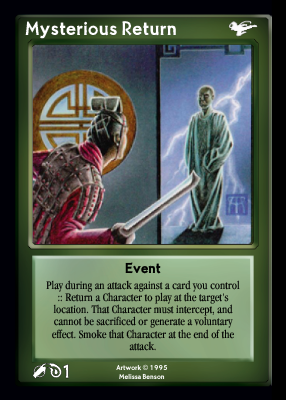 Mysterious Return
Event
Play during an attack against a card you control
:: Return a Character to play at the target's
location. That Character must intercept, and
cannot be sacrificed or generate a voluntary
effect. Smoke that Character at the end of the
attack.
1
Artwork © 1995
Melissa Benson